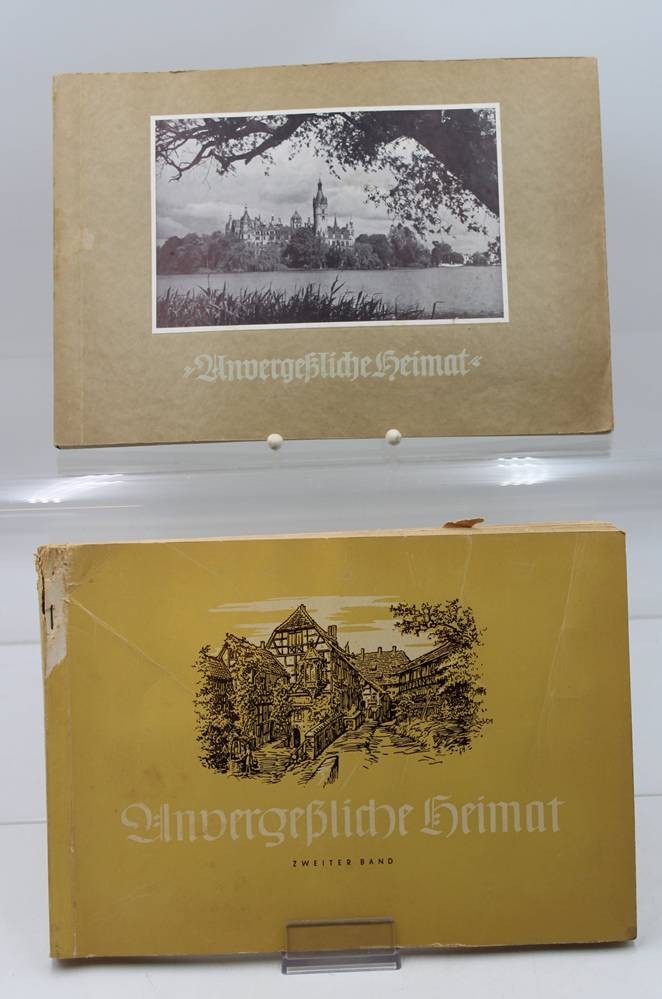 »Unvergeßliche Heimat«
Unvergeßliche Heimat
ZWEITER BAND